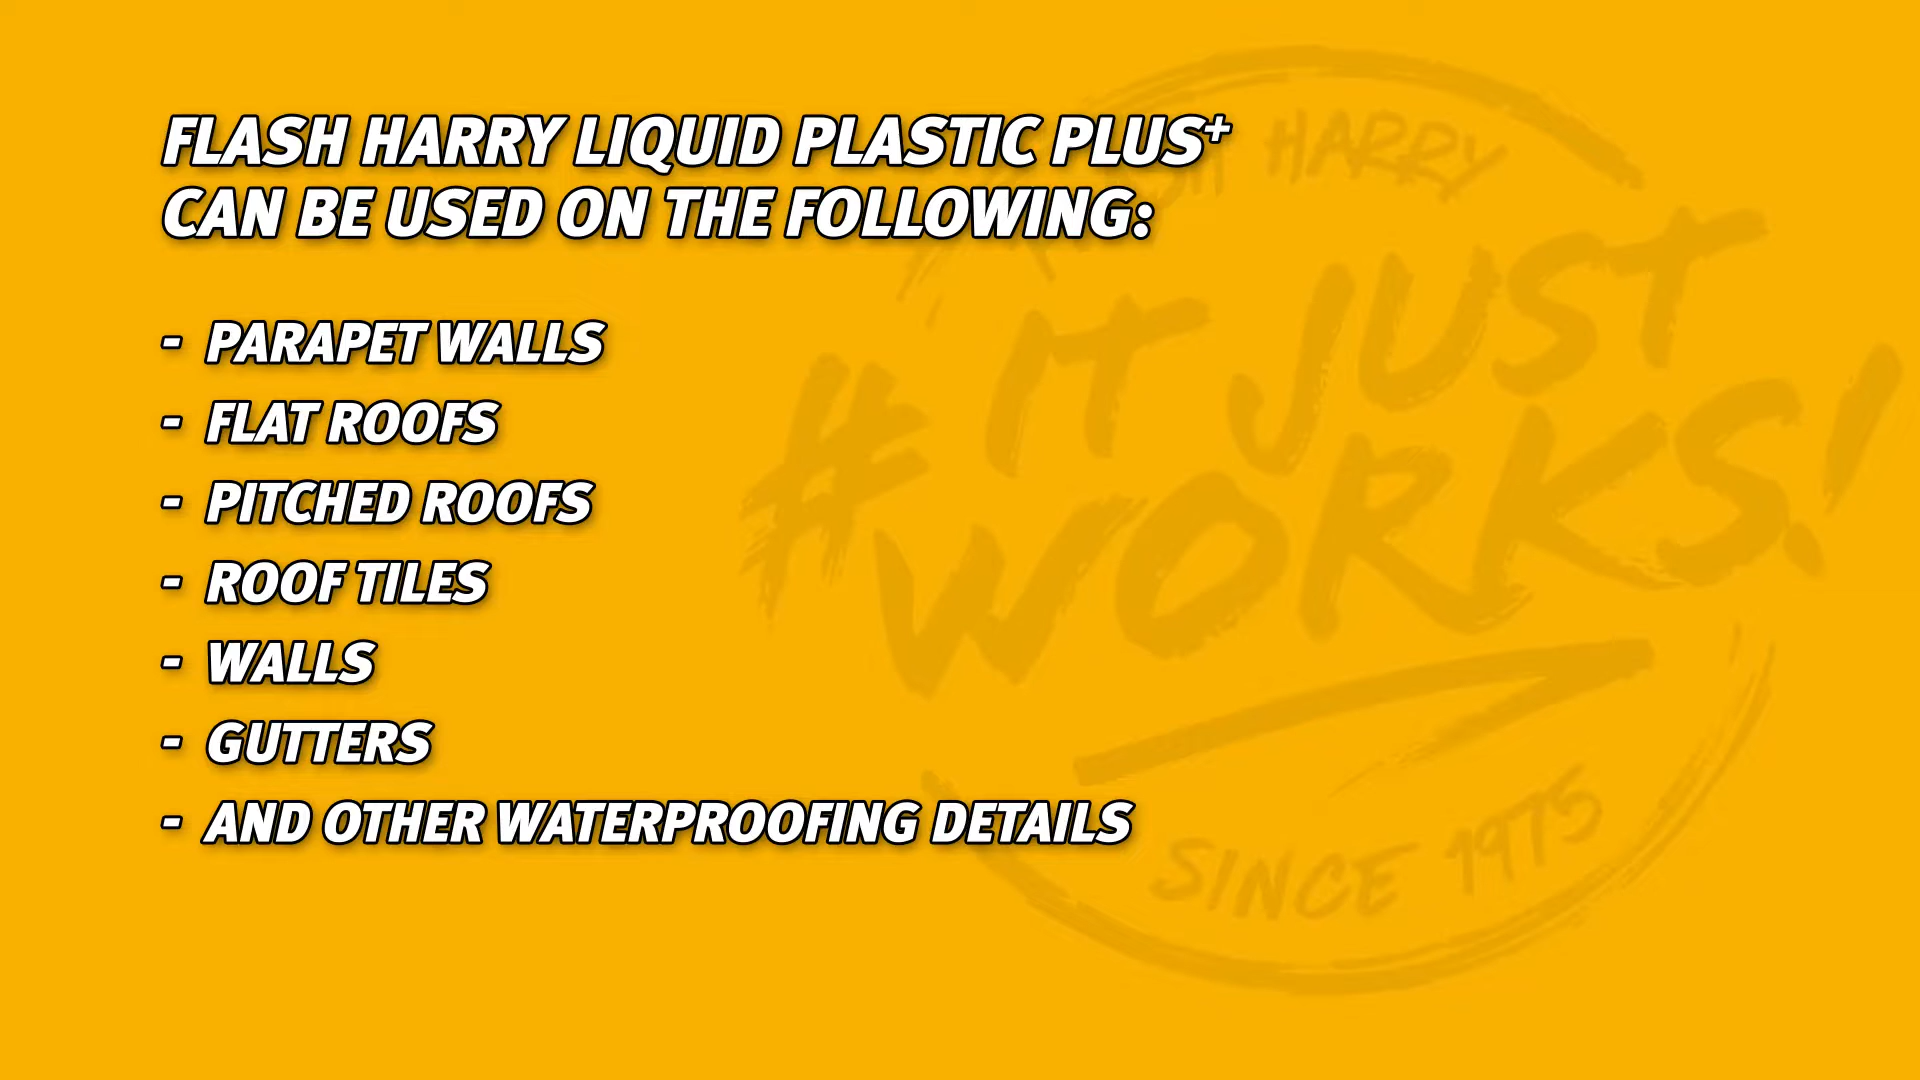 FLASH HARRY LIQUID PLASTIC PLUS+
CAN BE USED ON THE FOLLOWING:
- PARAPET WALLS
- FLAT ROOFS
- PITCHED ROOFS
- ROOF TILES
- WALLS
- GUTTERS
- AND OTHER WATERPROOFING DETAILS
HARRY
# IT JUST
WORKS!
SINCE 1975